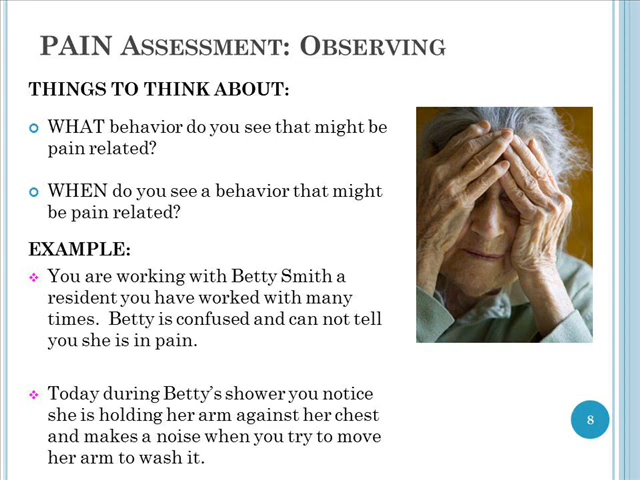 PAIN ASSESSMENT: OBSERVING
THINGS TO THINK ABOUT:
WHAT behavior do you see that might be
pain related?
WHEN do you see a behavior that might
be pain related?
EXAMPLE:
You are working with Betty Smith a
resident you have worked with many
times.  Betty is confused and can not tell
you she is in pain.
Today during Betty's shower you notice
she is holding her arm against her chest
and makes a noise when you try to move
her arm to wash it.
8